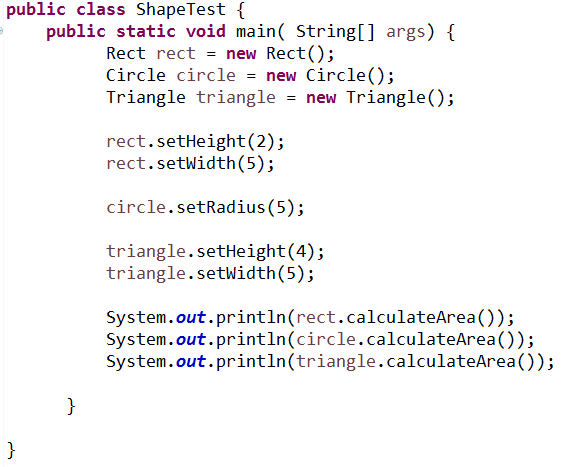 public class ShapeTest {
public static void main( String[] args) {
Rect rect = new Rect();
Circle circle = new Circle();
Triangle triangle = new Triangle();
rect.setHeight(2);
rect.setWidth(5);
circle.setRadius(5);
triangle.setHeight(4);
triangle.setWidth(5);
System.out.println(rect.calculateArea());
System.out.println(circle.calculateArea());
System.out.println(triangle.calculateArea());
}
}